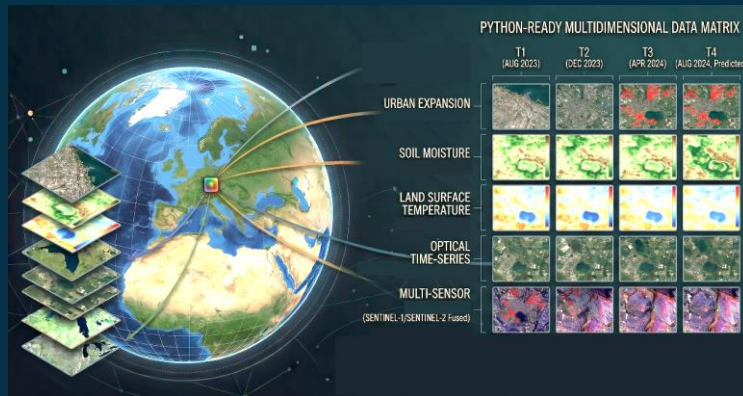 PYTHON-READY MULTIDIMENSIONAL DATA MATRIX
T1 T2 T3 T4
(AUG 2023) (DEC 2023) (APR 2024) (AUG 2024, Predicted)
URBAN EXPANSION
SOIL MOISTURE
LAND SURFACE
TEMPERATURE
OPTICAL
TIME-SERIES
MULTI-SENSOR
(SENTINEL-1/SENTINEL-2 Fused)